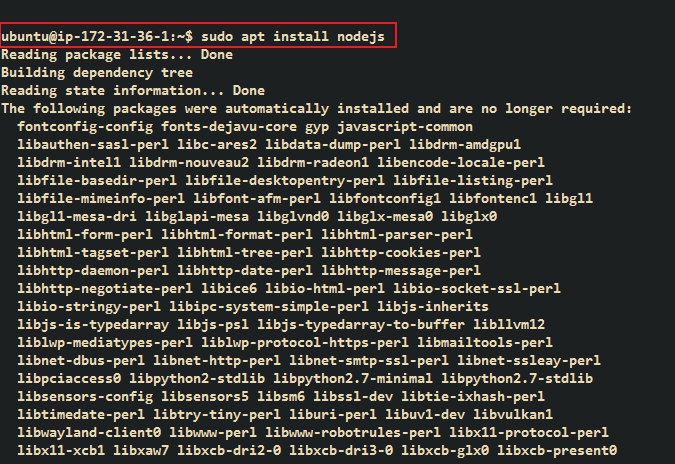 ubuntu@ip-172-31-36-1:~$ sudo apt install nodejs
Reading package lists... Done
Building dependency tree
Reading state information... Done
The following packages were automatically installed and are no longer required:
  fontconfig-config fonts-dejavu-core gyp javascript-common
  libauthen-sasl-perl libc-ares2 libdata-dump-perl libdrm-amdgpu1
  libdrm-intel1 libdrm-nouveau2 libdrm-radeon1 libencode-locale-perl
  libfile-basedir-perl libfile-desktopentry-perl libfile-listing-perl
  libfile-mimeinfo-perl libfont-afm-perl libfontconfig1 libfontenc1 libgl1
  libgl1-mesa-dri libglapi-mesa libglvnd0 libglx-mesa0 libglx0
  libhtml-form-perl libhtml-format-perl libhtml-parser-perl
  libhtml-tagset-perl libhtml-tree-perl libhttp-cookies-perl
  libhttp-daemon-perl libhttp-date-perl libhttp-message-perl
  libhttp-negotiate-perl libice6 libio-html-perl libio-socket-ssl-perl
  libio-stringy-perl libipc-system-simple-perl libjs-inherits
  libjs-is-typedarray libjs-psl libjs-typedarray-to-buffer libllvm12
  liblwp-mediatypes-perl liblwp-protocol-https-perl libmailtools-perl
  libnet-dbus-perl libnet-http-perl libnet-smtp-ssl-perl libnet-ssleay-perl
  libpciaccess0 libpython2-stdlib libpython2.7-minimal libpython2.7-stdlib
  libsensors-config libsensors5 libsm6 libssl-dev libtie-ixhash-perl
  libtimedate-perl libtry-tiny-perl liburi-perl libuv1-dev libvulkan1
  libwayland-client0 libwww-perl libwww-robotrules-perl libx11-protocol-perl
  libx11-xcb1 libxaw7 libxcb-dri2-0 libxcb-dri3-0 libxcb-glx0 libxcb-present0